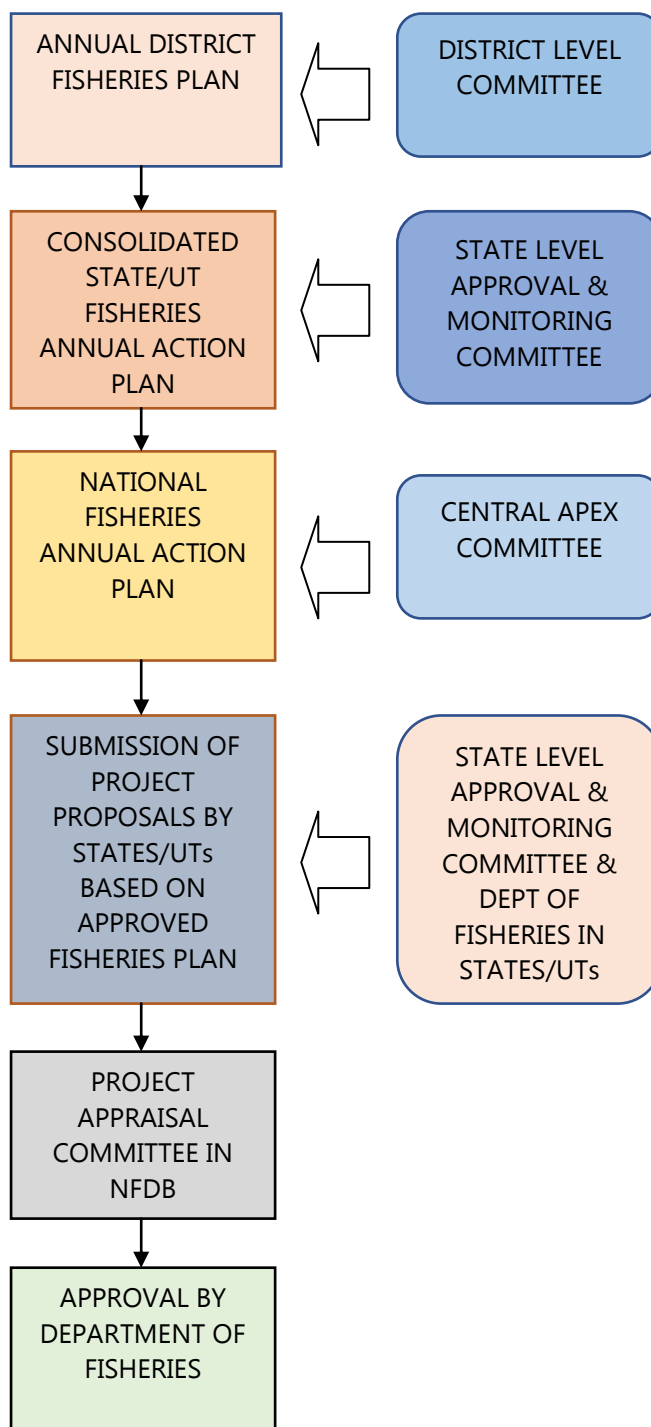 ANNUAL DISTRICT
FISHERIES PLAN
DISTRICT LEVEL
COMMITTEE
CONSOLIDATED
STATE/UT
FISHERIES
ANNUAL ACTION
PLAN
STATE LEVEL
APPROVAL &
MONITORING
COMMITTEE
NATIONAL
FISHERIES
ANNUAL ACTION
PLAN
CENTRAL APEX
COMMITTEE
SUBMISSION OF
PROJECT
PROPOSALS BY
STATES/UTs
BASED ON
APPROVED
FISHERIES PLAN
STATE LEVEL
APPROVAL &
MONITORING
COMMITTEE &
DEPT OF
FISHERIES IN
STATES/UTs
PROJECT
APPRAISAL
COMMITTEE IN
NFDB
APPROVAL BY
DEPARTMENT OF
FISHERIES